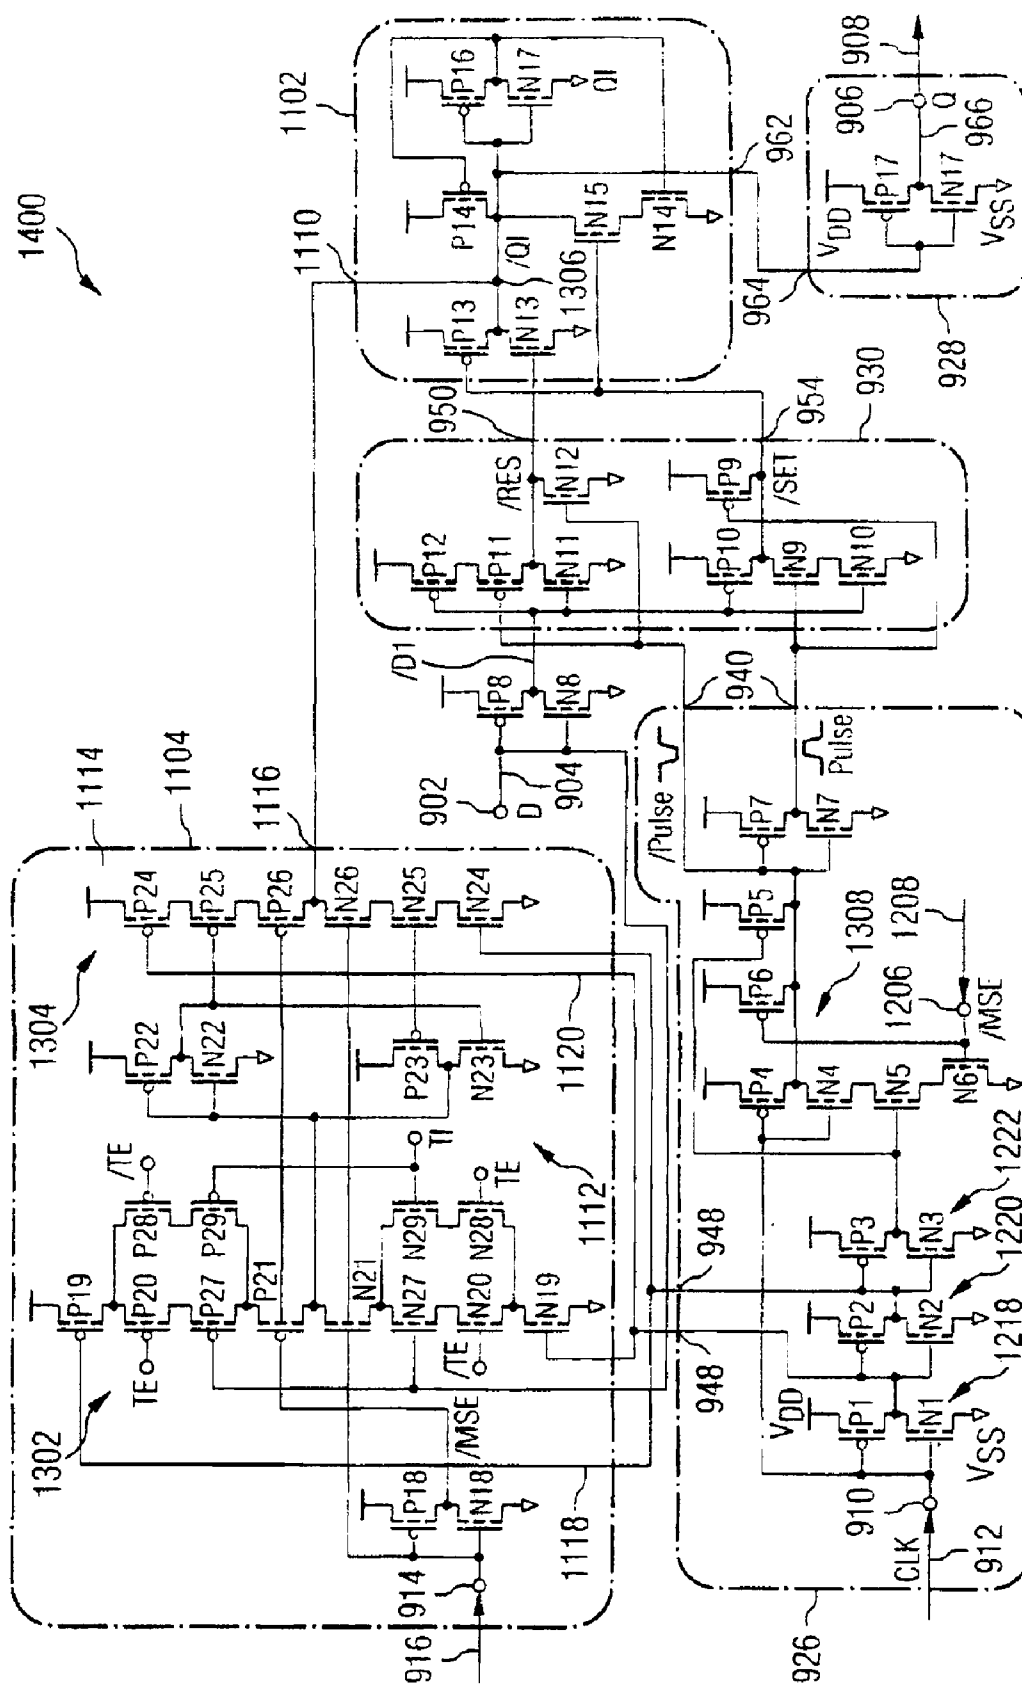 1400
1102
P16
N17
QI
P14
N15
N14
/QI
1306
P13
N13
1110
962
964
908
906
Q
966
P17
N17
VDD
VSS
928
950
954
930
/RES
N12
P12
P11
N11
P9
/SET
P10
N9
N10
/D1
P8
N8
902
D
904
940
/Pulse
Pulse
P7
N7
P5
P6
1308
1208
1206
/MSE
P4
N4
N5
N6
1222
1220
1218
P3
N3
P2
N2
P1
N1
VDD
VSS
948
948
910
CLK
912
926
1114
1104
1116
P24
P25
P26
N26
N25
N24
1304
1120
P22
N22
P23
N23
TI
/TE
TE
1112
P28
P29
N29
N28
P19
P20
P27
P21
N21
N27
N20
N19
TE
/TE
1302
/MSE
P18
N18
1118
914
916